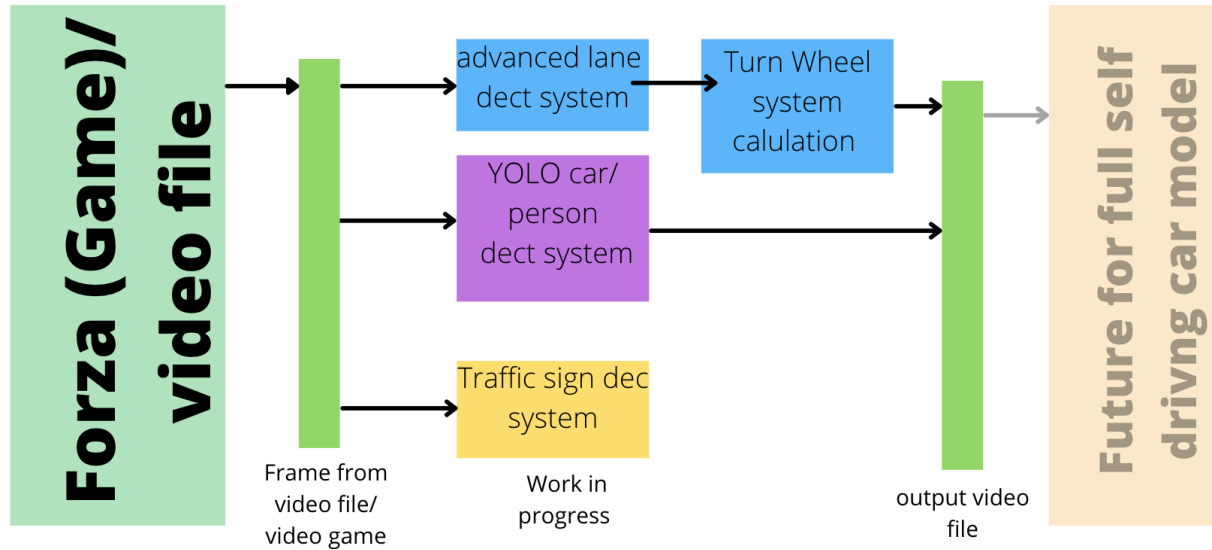 Forza (Game)/
video file
Frame from
video file/
video game
advanced lane
dect system
Turn Wheel
system
calulation
YOLO car/
person
dect system
Traffic sign dec
system
Work in
progress
output video
file
Future for full self
drivng car model